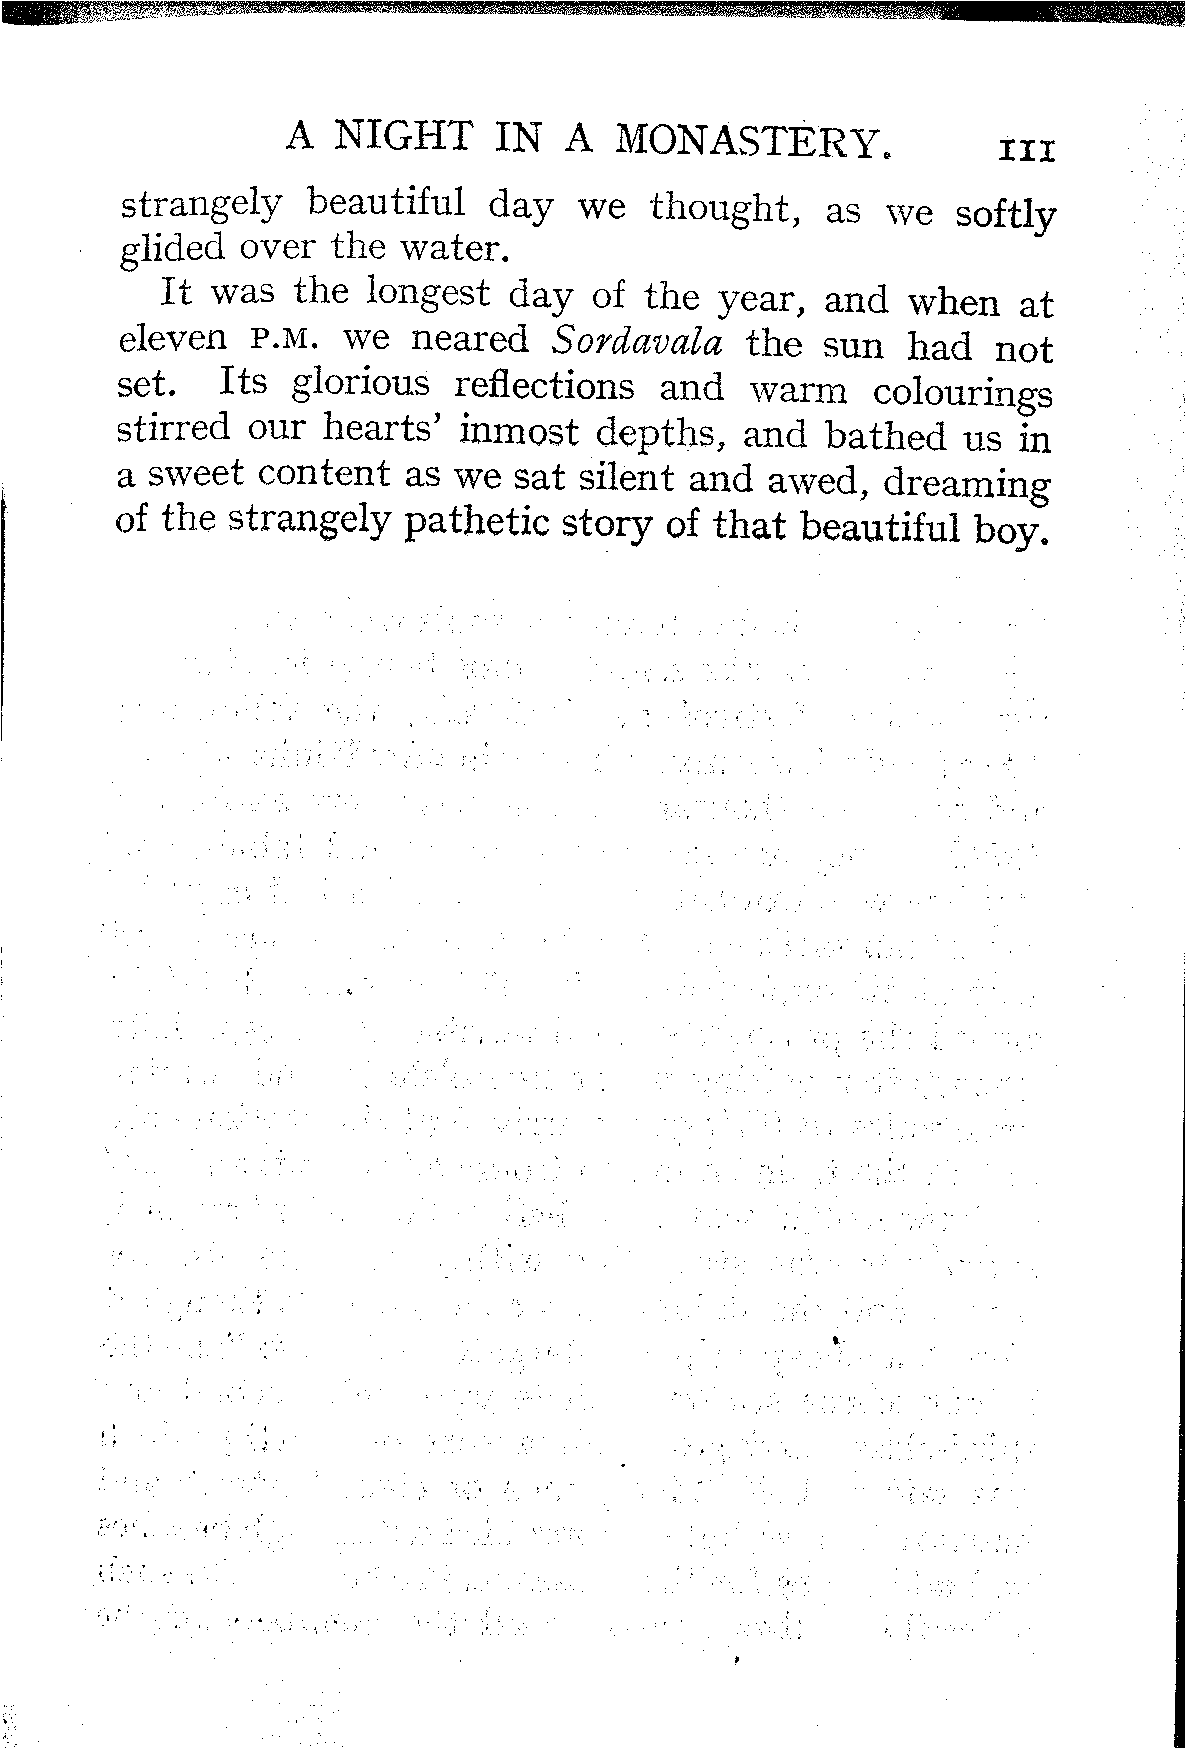 A NIGHT IN A MONASTERY. 111
strangely beautiful day we thought, as we softly
glided over the water.
It was the longest day of the year, and when at
eleven P.M. we neared Sordavala the sun had not
set. Its glorious reflections and warm colourings
stirred our hearts' inmost depths, and bathed us in
a sweet content as we sat silent and awed, dreaming
of the strangely pathetic story of that beautiful boy.